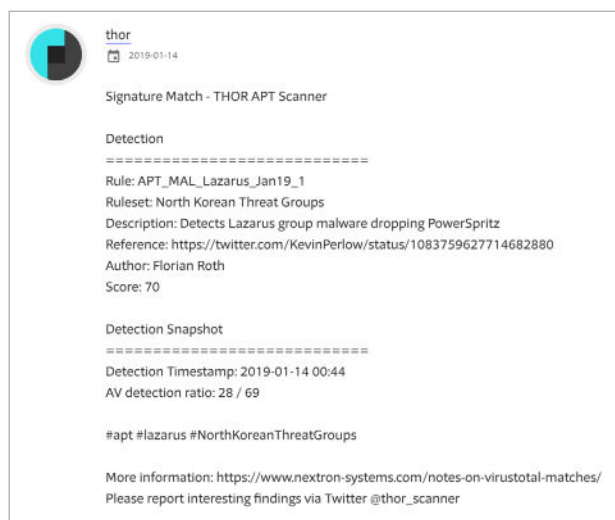 thor
2019-01-14
Signature Match - THOR APT Scanner
Detection
==============================
Rule: APT_MAL_Lazarus_Jan19_1
Ruleset: North Korean Threat Groups
Description: Detects Lazarus group malware dropping PowerSpritz
Reference: https://twitter.com/KevinPerlow/status/1083759627714682880
Author: Florian Roth
Score: 70
Detection Snapshot
==============================
Detection Timestamp: 2019-01-14 00:44
AV detection ratio: 28 / 69
#apt #lazarus #NorthKoreanThreatGroups
More information: https://www.nextron-systems.com/notes-on-virustotal-matches/
Please report interesting findings via Twitter @thor_scanner